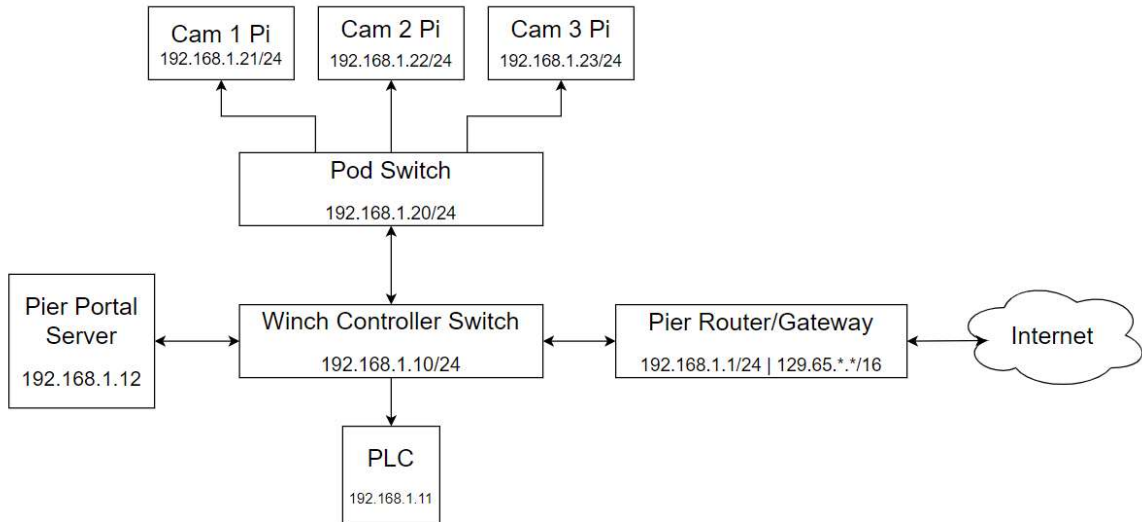 Cam 1 Pi
192.168.1.21/24
Cam 2 Pi
192.168.1.22/24
Cam 3 Pi
192.168.1.23/24
Pod Switch
192.168.1.20/24
Pier Portal
Server
192.168.1.12
Winch Controller Switch
192.168.1.10/24
Pier Router/Gateway
192.168.1.1/24 | 129.65.*.*/16
Internet
PLC
192.168.1.11